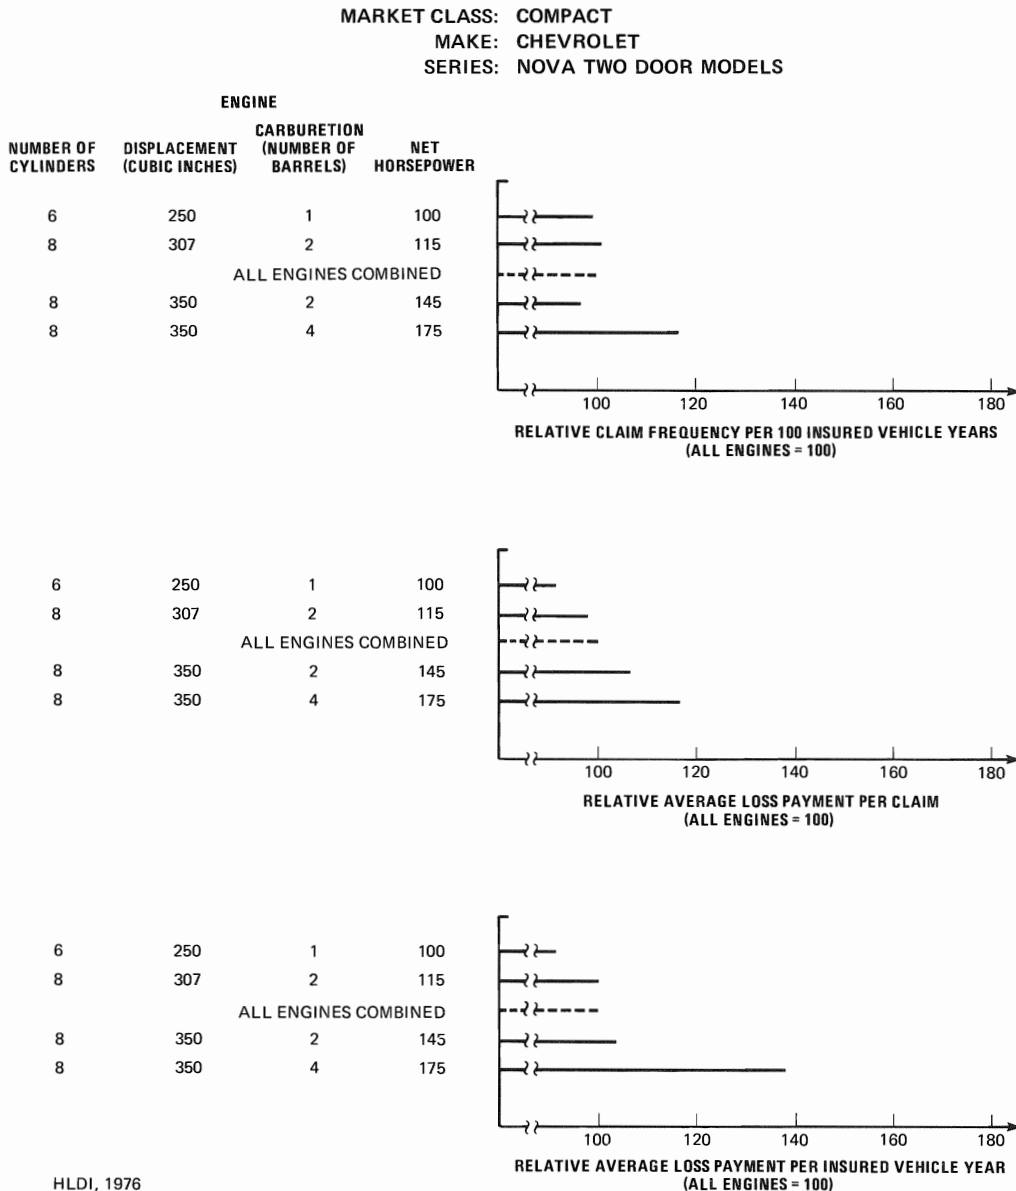 MARKET CLASS: COMPACT
MAKE: CHEVROLET
SERIES: NOVA TWO DOOR MODELS
ENGINE
NUMBER OF CYLINDERS DISPLACEMENT (CUBIC INCHES) CARBURETION (NUMBER OF BARRELS) NET HORSEPOWER
6 250 1 100
8 307 2 115
ALL ENGINES COMBINED
8 350 2 145
8 350 4 175
100 120 140 160 180
RELATIVE CLAIM FREQUENCY PER 100 INSURED VEHICLE YEARS
(ALL ENGINES = 100)
6 250 1 100
8 307 2 115
ALL ENGINES COMBINED
8 350 2 145
8 350 4 175
100 120 140 160 180
RELATIVE AVERAGE LOSS PAYMENT PER CLAIM
(ALL ENGINES = 100)
6 250 1 100
8 307 2 115
ALL ENGINES COMBINED
8 350 2 145
8 350 4 175
100 120 140 160 180
RELATIVE AVERAGE LOSS PAYMENT PER INSURED VEHICLE YEAR
(ALL ENGINES = 100)
HLDI, 1976